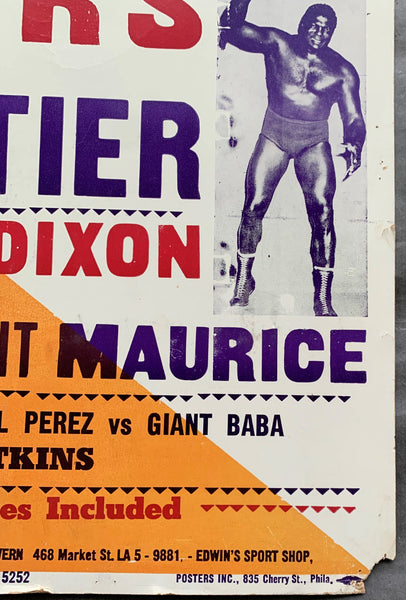 RS
TIER
DIXON
NT MAURICE
L PEREZ VS GIANT BABA
TKINS
es Included
VERN 468 Market St. LA 5 - 9881. - EDWIN'S SPORT SHOP,
5252 POSTERS INC., 835 Cherry St., Phila.